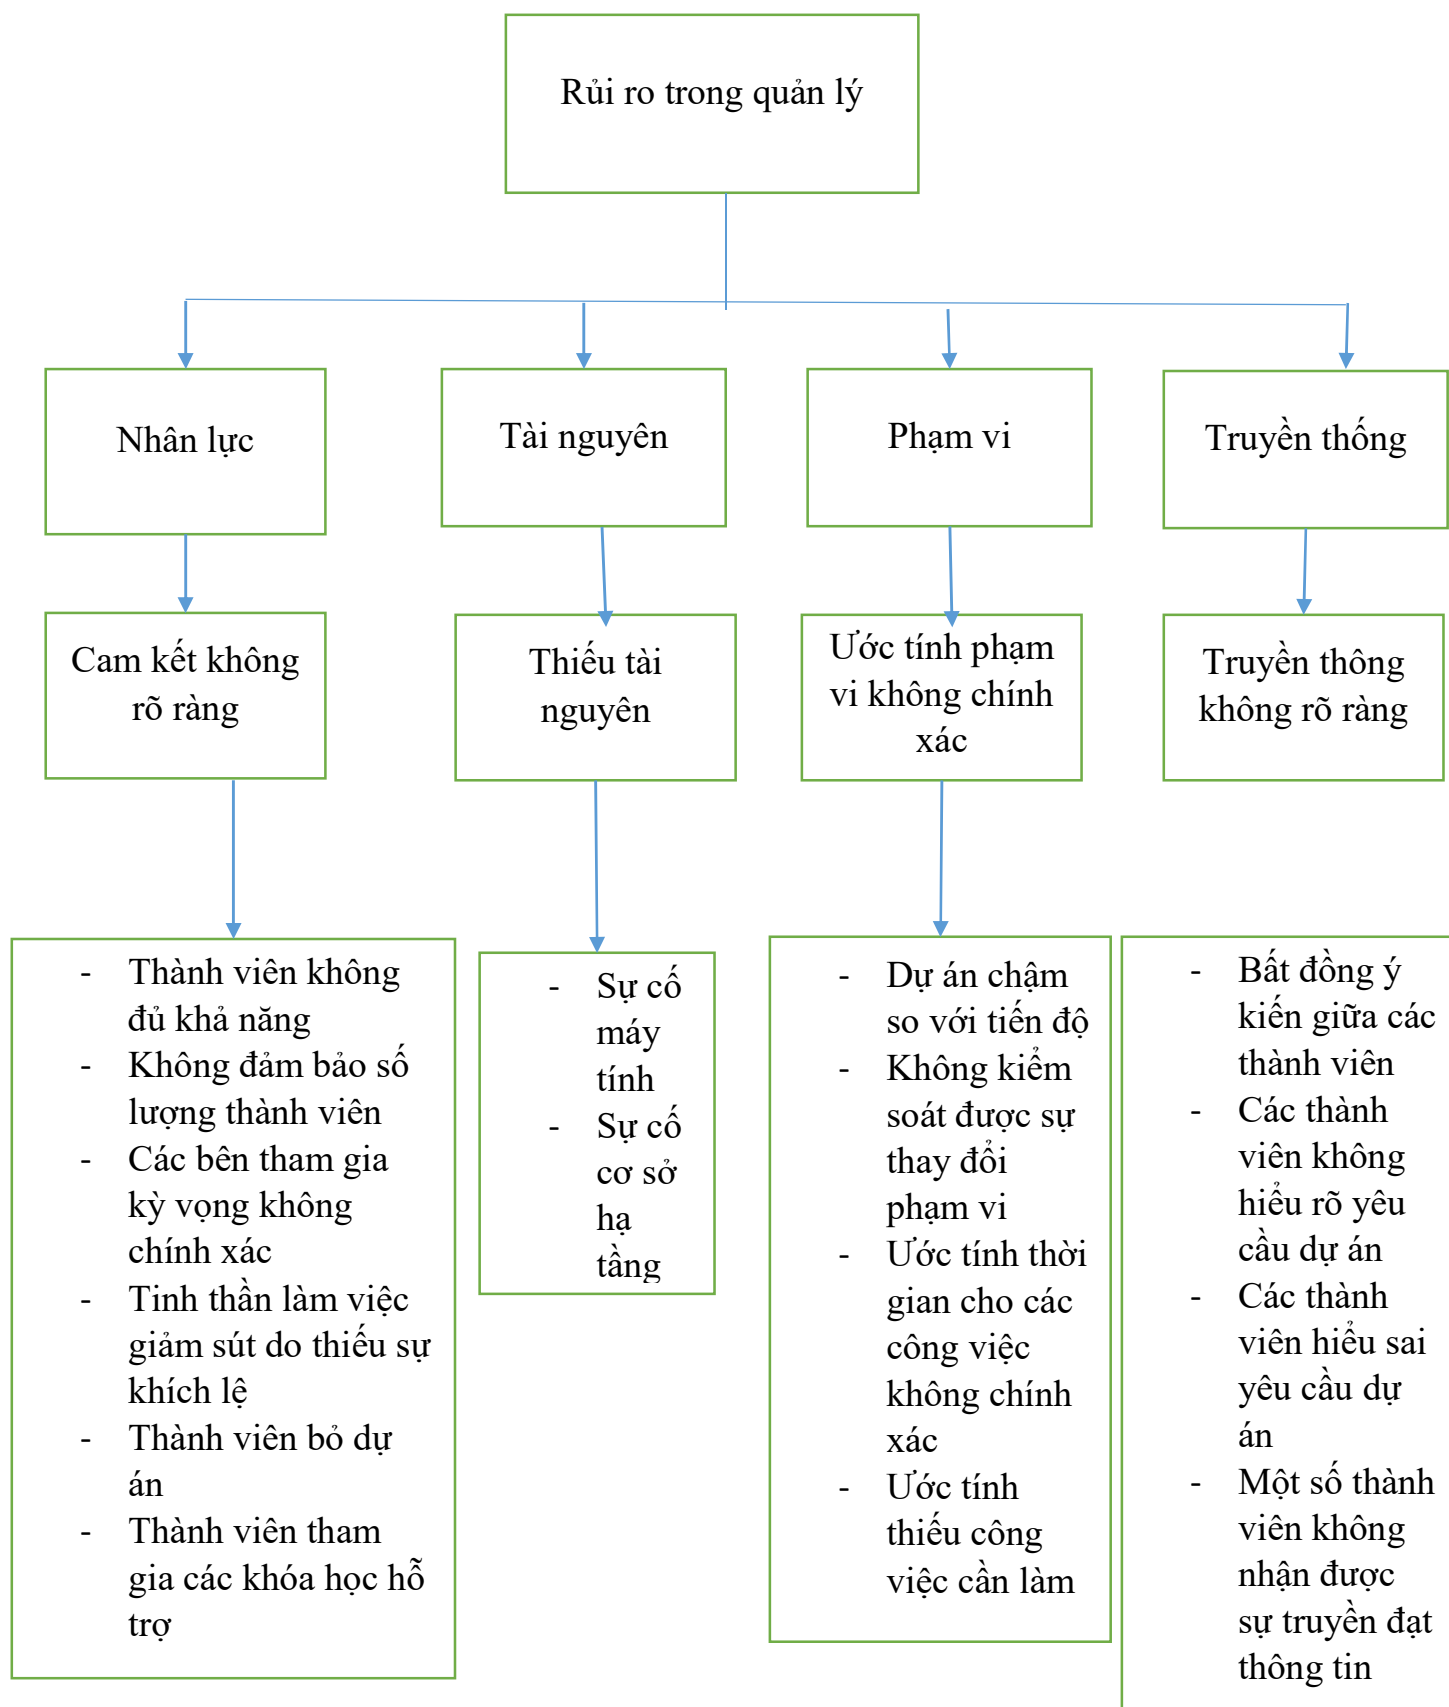 Rủi ro trong quản lý
Nhân lực
Tài nguyên
Phạm vi
Truyền thống
Cam kết không
rõ ràng
Thiếu tài
nguyên
Ước tính phạm
vi không chính
xác
Truyền thông
không rõ ràng
- Thành viên không
đủ khả năng
- Không đảm bảo số
lượng thành viên
- Các bên tham gia
kỳ vọng không
chính xác
- Tinh thần làm việc
giảm sút do thiếu sự
khích lệ
- Thành viên bỏ dự
án
- Thành viên tham
gia các khóa học hỗ
trợ
- Sự cố
máy
tính
- Sự cố
cơ sở
hạ
tầng
- Dự án chậm
so với tiến độ
- Không kiểm
soát được sự
thay đổi
phạm vi
- Ước tính thời
gian cho các
công việc
không chính
xác
- Ước tính
thiếu công
việc cần làm
- Bất đồng ý
kiến giữa các
thành viên
- Các thành
viên không
hiểu rõ yêu
cầu dự án
- Các thành
viên hiểu sai
yêu cầu dự
án
- Một số thành
viên không
nhận được
sự truyền đạt
thông tin